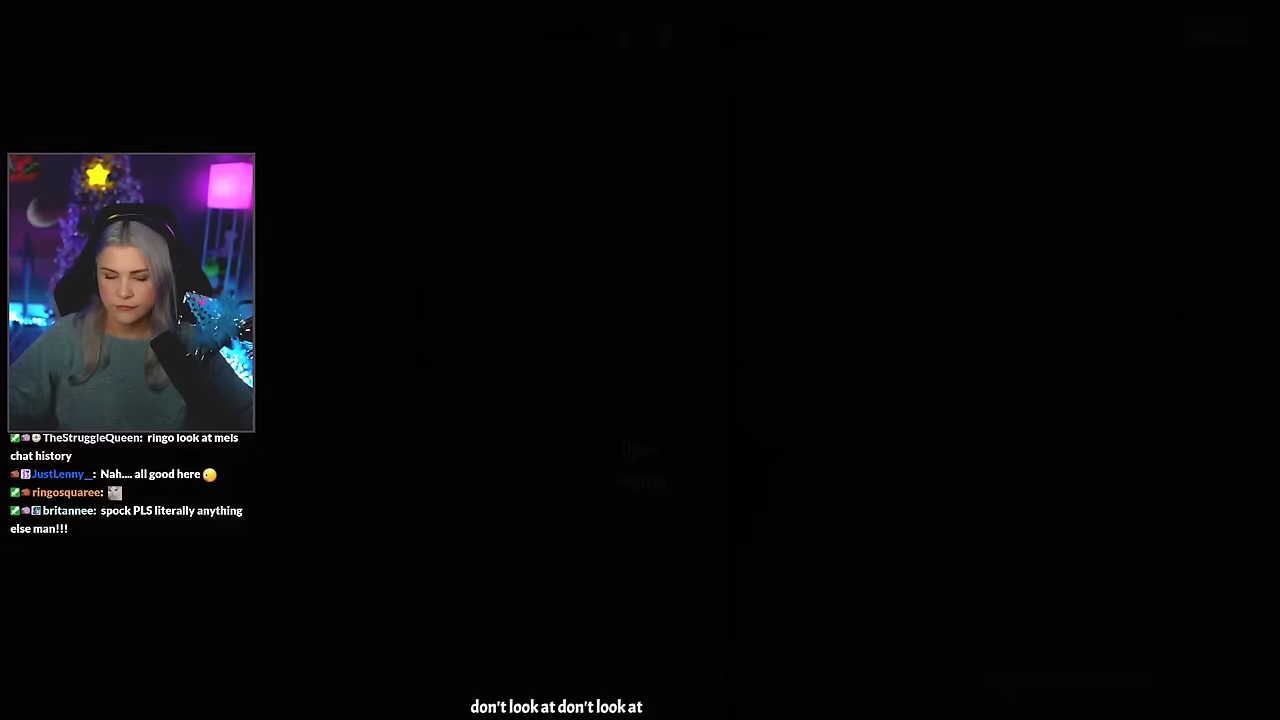 TheStruggleQueen: ringo look at mels
chat history
JustLenny__: Nah.... all good here
ringosquaree:
britannee: spock PLS literally anything
else man!!!
don't look at don't look at